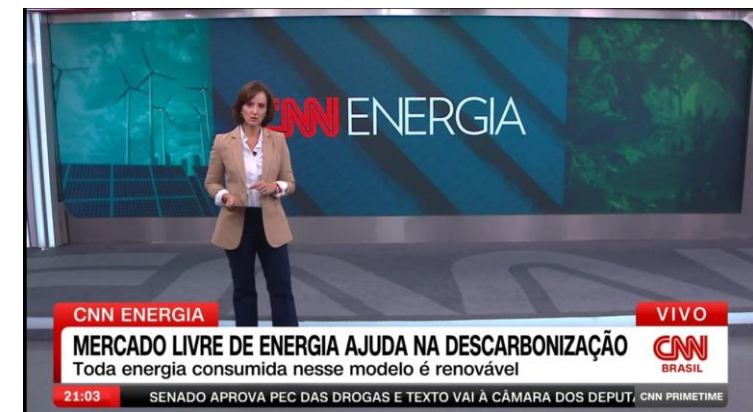 CNN ENERGIA
CNN ENERGIA
VIVO
MERCADO LIVRE DE ENERGIA AJUDA NA DESCARBONIZAÇÃO
Toda energia consumida nesse modelo é renovável
CNN
BRASIL
21:03
SENADO APROVA PEC DAS DROGAS E TEXTO VAI À CÂMARA DOS
CNN PRIMETIME